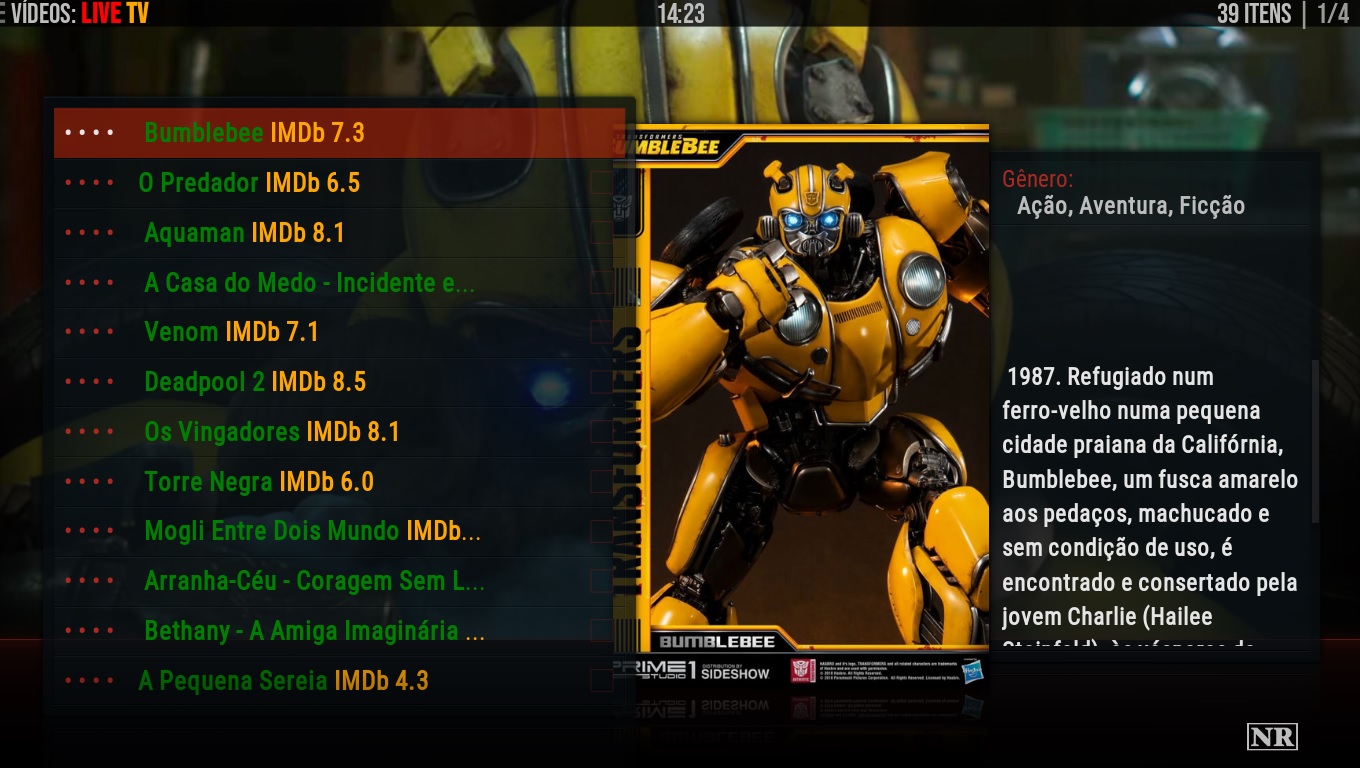 VÍDEOS: LIVE TV
14:23
39 ITENS | 1/4
Bumblebee IMDb 7.3
O Predador IMDb 6.5
Aquaman IMDb 8.1
A Casa do Medo - Incidente e...
Venom IMDb 7.1
Deadpool 2 IMDb 8.5
Os Vingadores IMDb 8.1
Torre Negra IMDb 6.0
Mogli Entre Dois Mundo IMDb...
Arranha-Céu - Coragem Sem L...
Bethany - A Amiga Imaginária ...
A Pequena Sereia IMDb 4.3
TRANSFORMERS
BUMBLEBEE
TRANSFORMERS
BUMBLEBEE
PRIME 1
STUDIO
DISTRIBUTION BY
SIDESHOW
Gênero:
Ação, Aventura, Ficção
1987. Refugiado num
ferro-velho numa pequena
cidade praiana da Califórnia,
Bumblebee, um fusca amarelo
aos pedaços, machucado e
sem condição de uso, é
encontrado e consertado pela
jovem Charlie (Hailee
NR